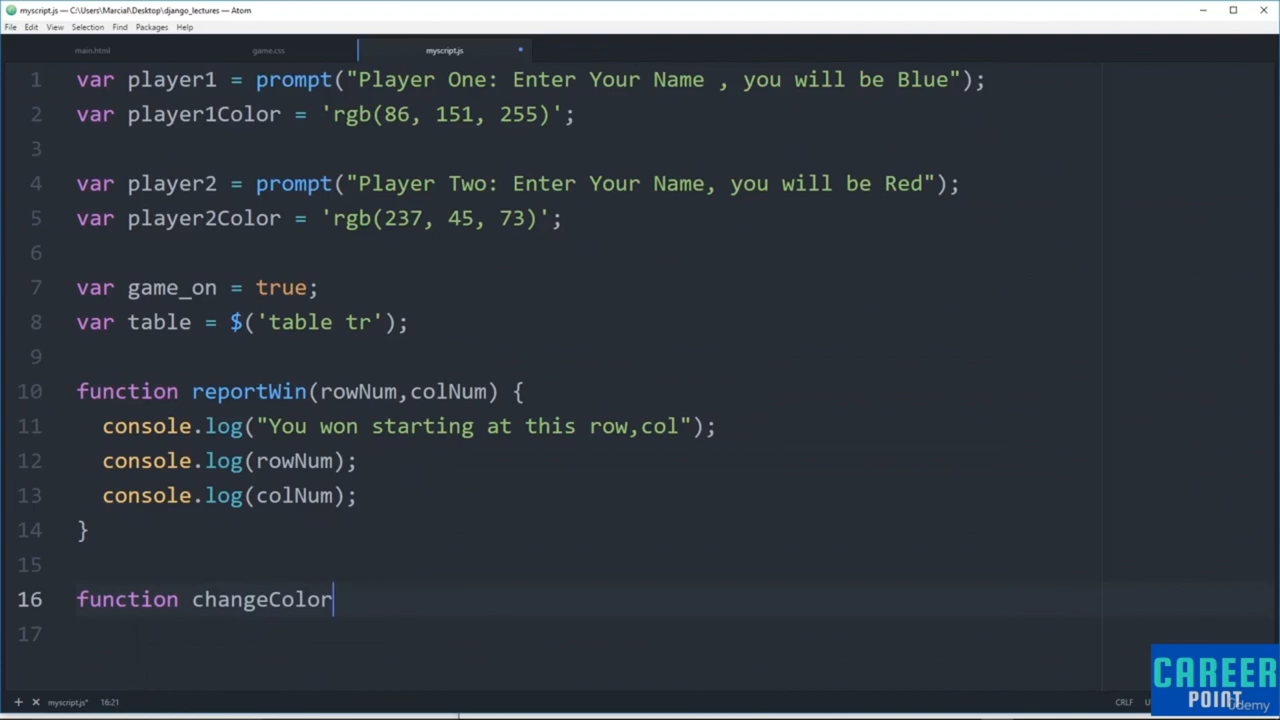 myscript.js — C:\Users\Marcial\Desktop\django_lectures — Atom
File Edit View Selection Find Packages Help
main.html game.css myscript.js
1 var player1 = prompt("Player One: Enter Your Name , you will be Blue");
2 var player1Color = 'rgb(86, 151, 255)';
3
4 var player2 = prompt("Player Two: Enter Your Name, you will be Red");
5 var player2Color = 'rgb(237, 45, 73)';
6
7 var game_on = true;
8 var table = $('table tr');
9
10 function reportWin(rowNum,colNum) {
11 console.log("You won starting at this row,col");
12 console.log(rowNum);
13 console.log(colNum);
14 }
15
16 function changeColor
17
myscript.js* 16:21 CRLF
CAREER
POINT
Udemy